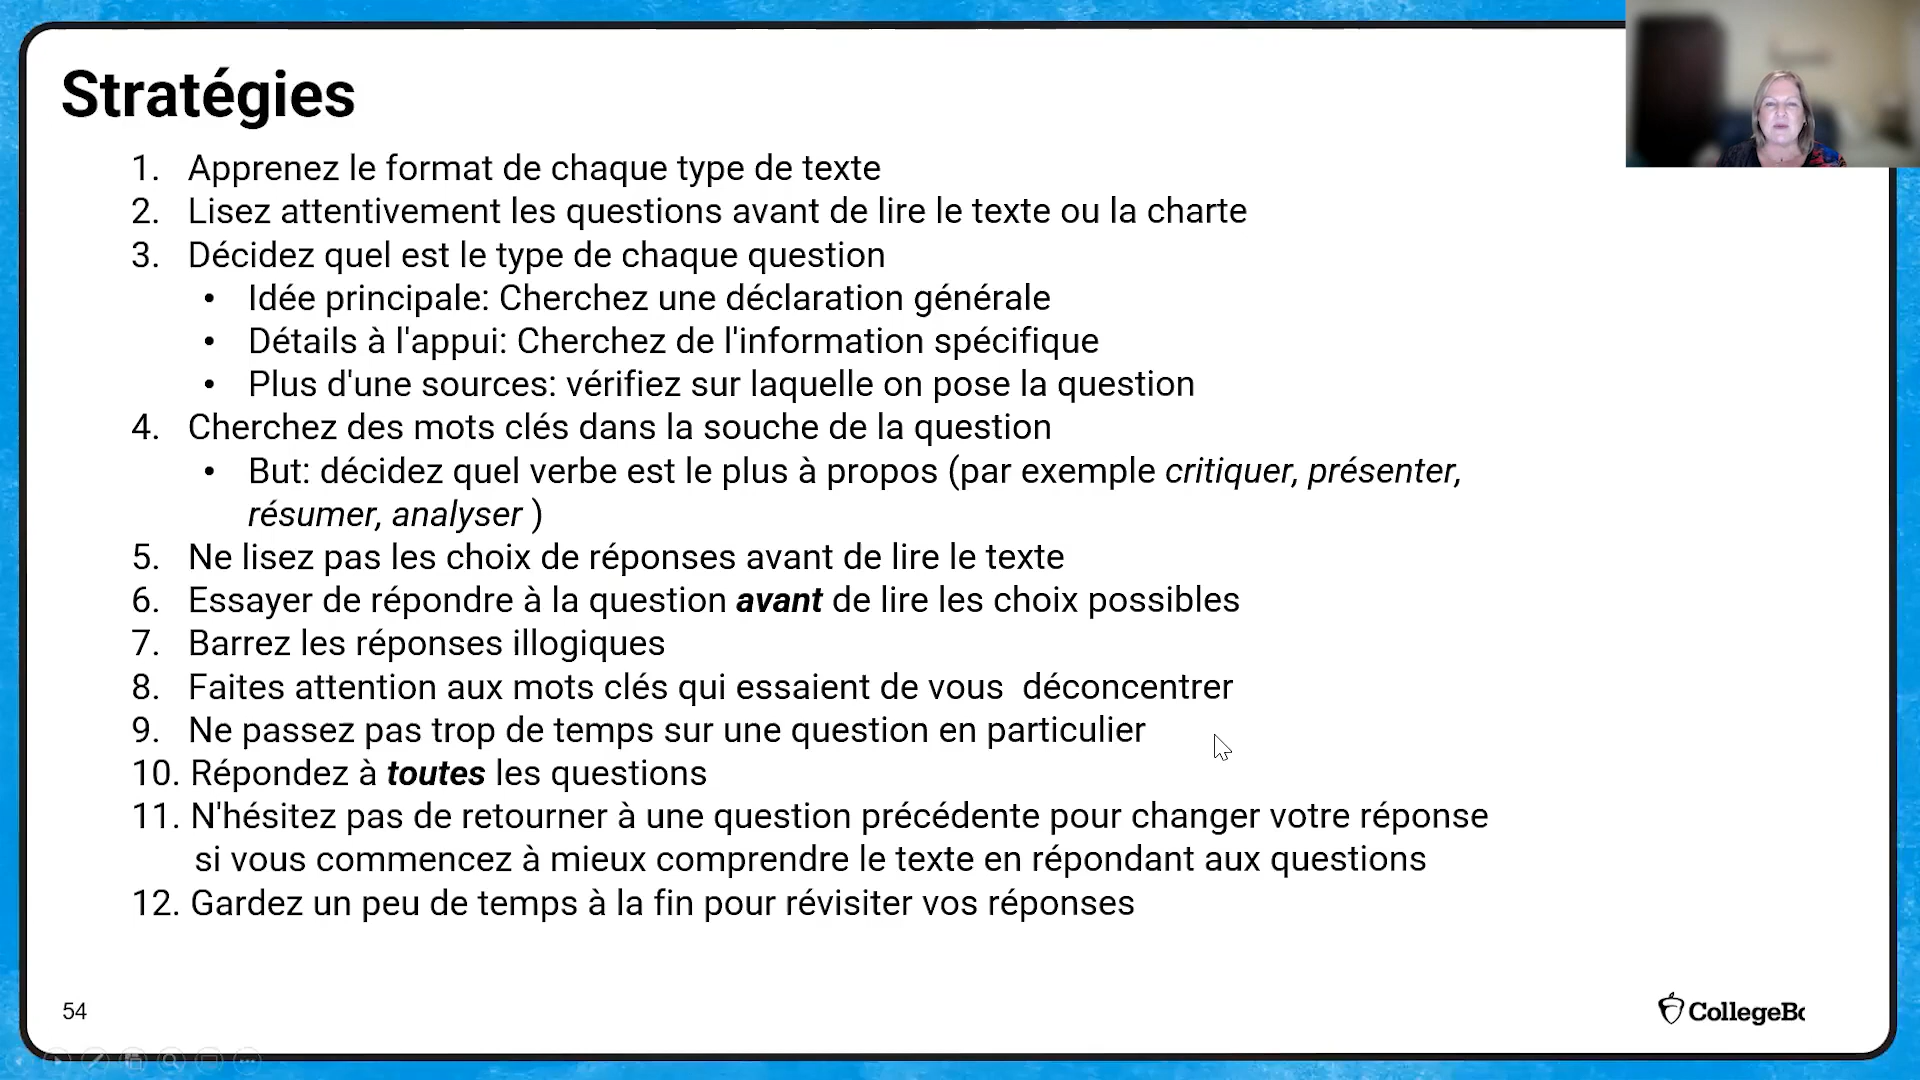 Stratégies
1. Apprenez le format de chaque type de texte
2. Lisez attentivement les questions avant de lire le texte ou la charte
3. Décidez quel est le type de chaque question
• Idée principale: Cherchez une déclaration générale
• Détails à l'appui: Cherchez de l'information spécifique
• Plus d'une sources: vérifiez sur laquelle on pose la question
4. Cherchez des mots clés dans la souche de la question
• But: décidez quel verbe est le plus à propos (par exemple critiquer, présenter,
résumer, analyser )
5. Ne lisez pas les choix de réponses avant de lire le texte
6. Essayer de répondre à la question avant de lire les choix possibles
7. Barrez les réponses illogiques
8. Faites attention aux mots clés qui essaient de vous  déconcentrer
9. Ne passez pas trop de temps sur une question en particulier
10. Répondez à toutes les questions
11. N'hésitez pas de retourner à une question précédente pour changer votre réponse
si vous commencez à mieux comprendre le texte en répondant aux questions
12. Gardez un peu de temps à la fin pour révisiter vos réponses
54
CollegeBo